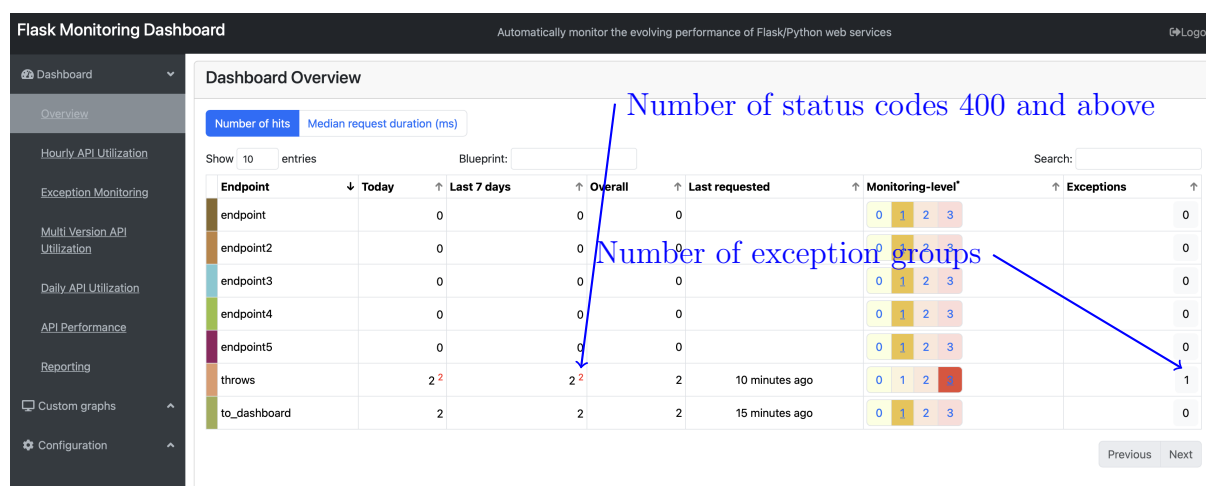 Flask Monitoring Dashboard
Automatically monitor the evolving performance of Flask/Python web services
Logo
Dashboard
Overview
Hourly API Utilization
Exception Monitoring
Multi Version API
Utilization
Daily API Utilization
API Performance
Reporting
Custom graphs
Configuration
Dashboard Overview
Number of status codes 400 and above
Number of hits Median request duration (ms)
Show 10 entries Blueprint: Search:
Endpoint Today Last 7 days Overall Last requested Monitoring-level* Exceptions
endpoint 0 0 0 0 1 2 3 0
endpoint2 0 0 0 0 1 2 3 0
Number of exception groups
endpoint3 0 0 0 0 1 2 3 0
endpoint4 0 0 0 0 1 2 3 0
endpoint5 0 0 0 0 1 2 3 0
throws 2 2 2 2 2 10 minutes ago 0 1 2 3 1
to_dashboard 2 2 2 15 minutes ago 0 1 2 3 0
Previous Next